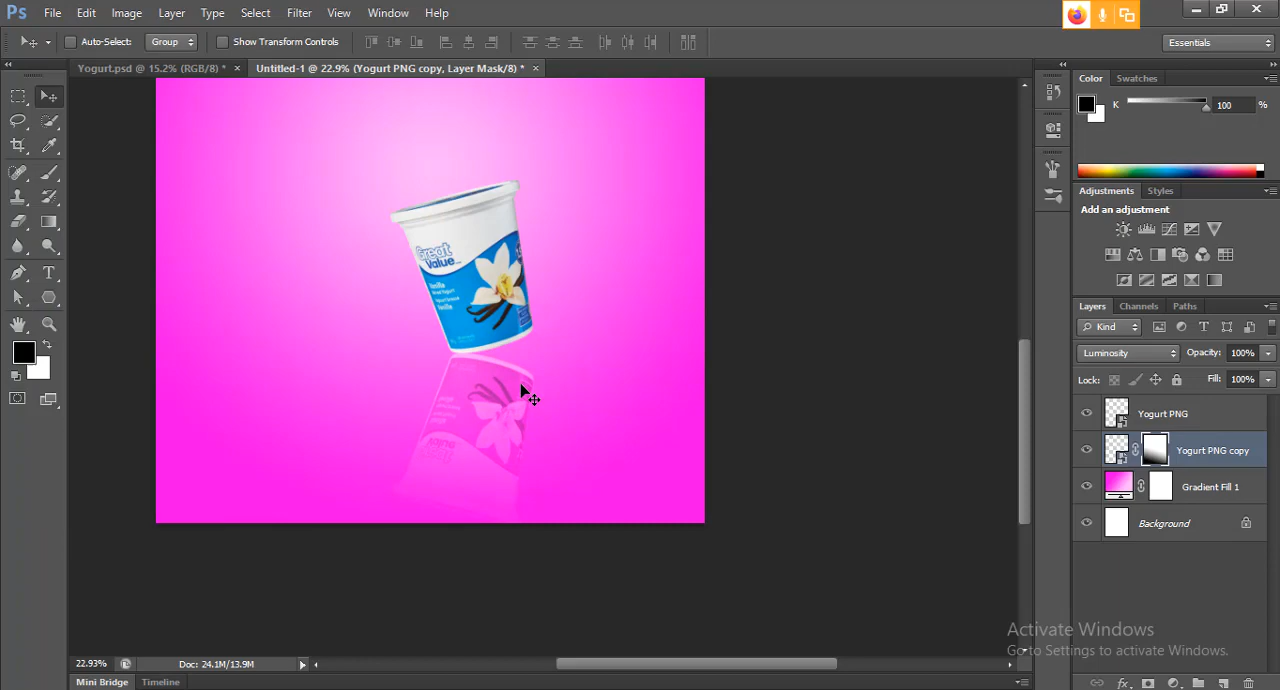 Ps File Edit Image Layer Type Select Filter View Window Help
Auto-Select: Group Show Transform Controls Essentials
Yogurt.psd @ 15.2% (RGB/8) * × Untitled-1 @ 22.9% (Yogurt PNG copy, Layer Mask/8) * ×
Color Swatches
K 100 %
Adjustments Styles
Add an adjustment
Great
Value
Vanilla
Vanilla
Layers Channels Paths
Kind
Luminosity Opacity: 100%
Lock: Fill: 100%
Yogurt PNG
Yogurt PNG copy
Gradient Fill 1
Background
Activate Windows
Go to Settings to activate Windows.
22.93% Doc: 24.1M/13.9M
Mini Bridge Timeline
fx